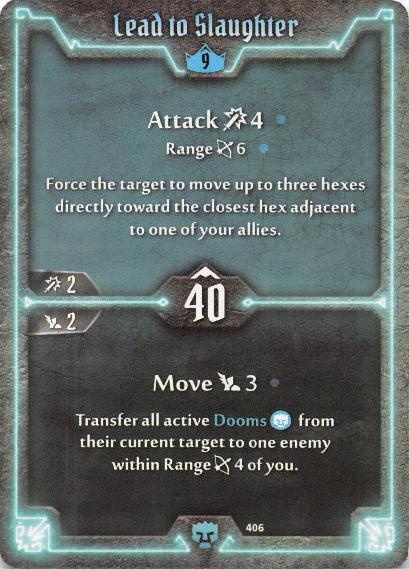 Lead to Slaughter
9
Attack 4
Range 6
Force the target to move up to three hexes
directly toward the closest hex adjacent
to one of your allies.
2
40
2
Move 3
Transfer all active Dooms from
their current target to one enemy
within Range 4 of you.
406